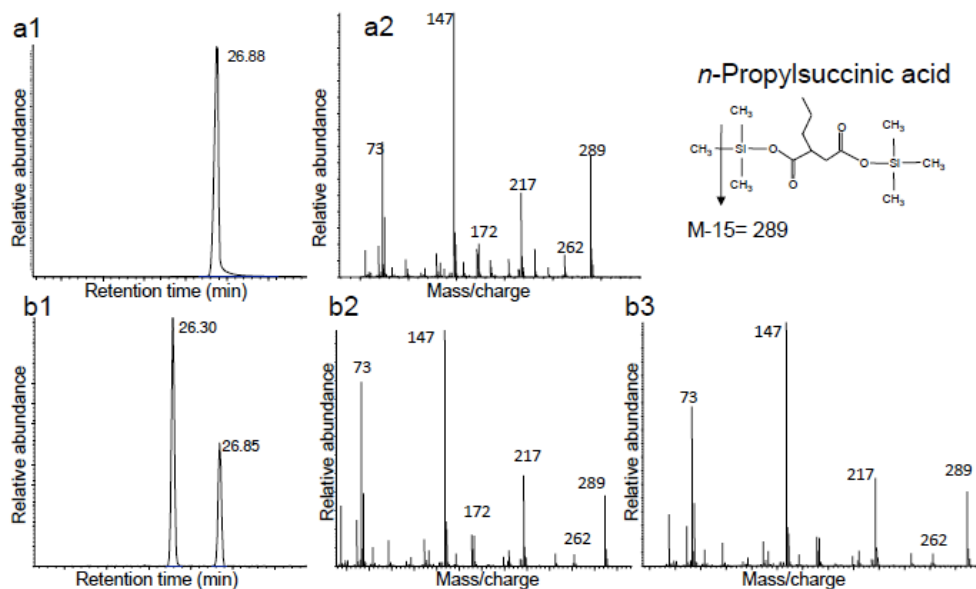 a1
26.88
Relative abundance
Retention time (min)
a2
147
73
172
217
262
289
Relative abundance
Mass/charge
n-Propylsuccinic acid
CH3
CH3
O
CH3
SI
O
O
SI
CH3
CH3
O
CH3
CH3
M-15= 289
b1
26.30
26.85
Relative abundance
Retention time (min)
b2
147
73
172
217
262
289
Relative abundance
Mass/charge
b3
147
73
217
262
289
Relative abundance
Mass/charge